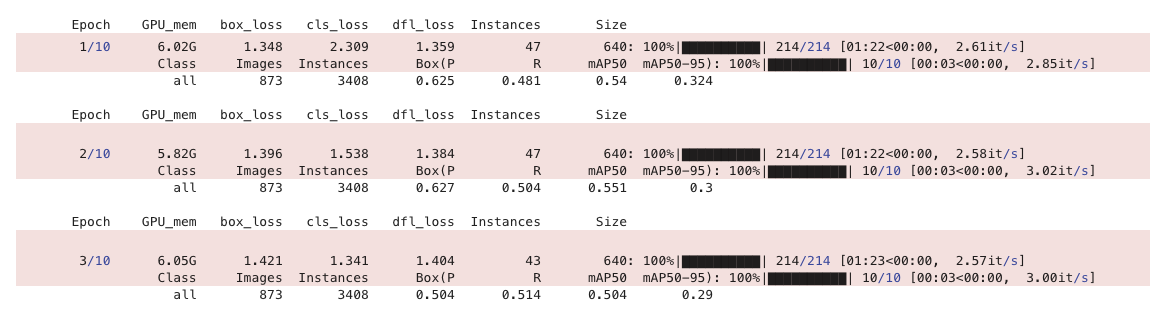 Epoch GPU_mem box_loss cls_loss dfl_loss Instances Size
1/10 6.02G 1.348 2.309 1.359 47 640: 100%|██████████| 214/214 [01:22<00:00, 2.61it/s]
Class Images Instances Box(P R mAP50 mAP50-95): 100%|██████████| 10/10 [00:03<00:00, 2.85it/s]
all 873 3408 0.625 0.481 0.54 0.324
Epoch GPU_mem box_loss cls_loss dfl_loss Instances Size
2/10 5.82G 1.396 1.538 1.384 47 640: 100%|██████████| 214/214 [01:22<00:00, 2.58it/s]
Class Images Instances Box(P R mAP50 mAP50-95): 100%|██████████| 10/10 [00:03<00:00, 3.02it/s]
all 873 3408 0.627 0.504 0.551 0.3
Epoch GPU_mem box_loss cls_loss dfl_loss Instances Size
3/10 6.05G 1.421 1.341 1.404 43 640: 100%|██████████| 214/214 [01:23<00:00, 2.57it/s]
Class Images Instances Box(P R mAP50 mAP50-95): 100%|██████████| 10/10 [00:03<00:00, 3.00it/s]
all 873 3408 0.504 0.514 0.504 0.29